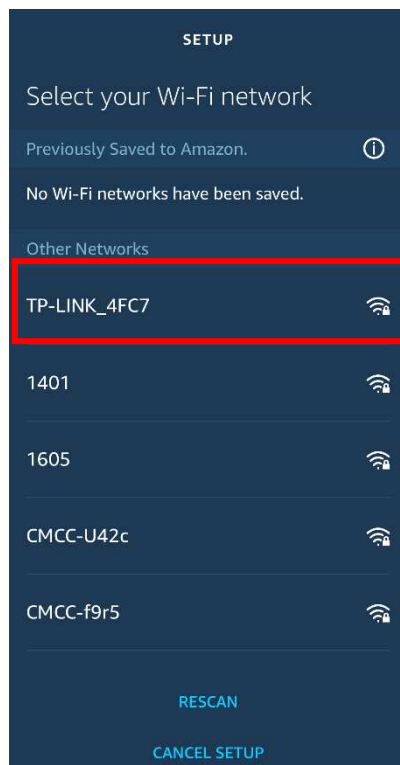 SETUP
Select your Wi-Fi network
Previously Saved to Amazon.
No Wi-Fi networks have been saved.
Other Networks
TP-LINK_4FC7
1401
1605
CMCC-U42c
CMCC-f9r5
RESCAN
CANCEL SETUP